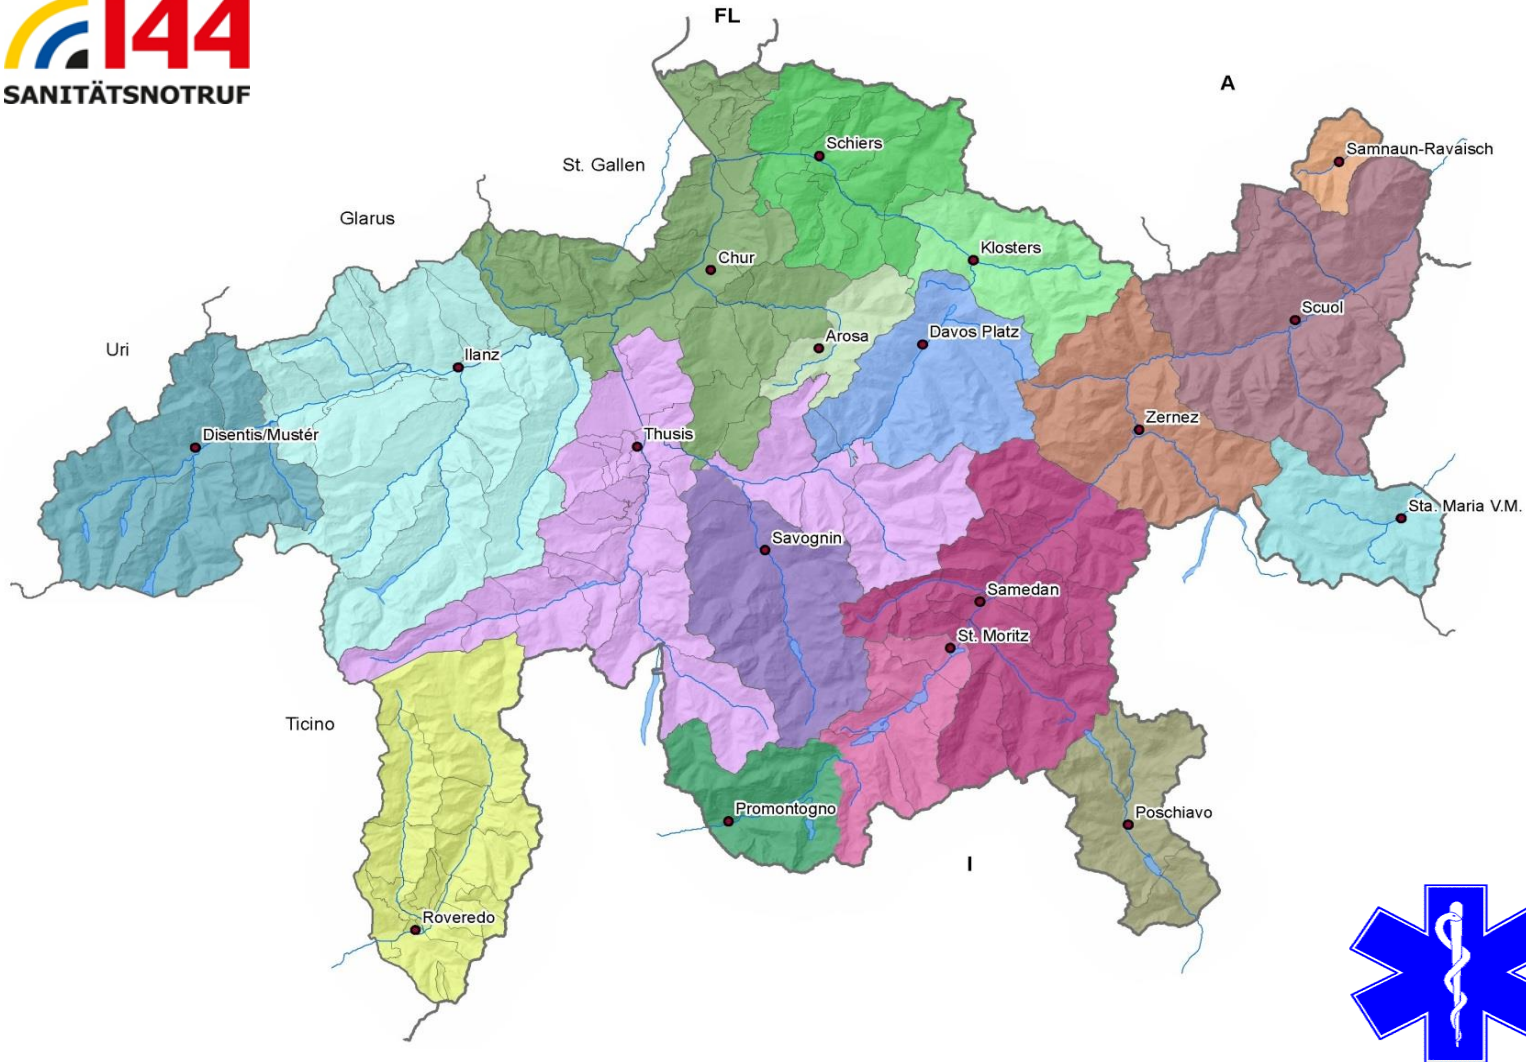 144
SANITÄTSNOTRUF
FL
A
St. Gallen
Glarus
Uri
Ticino
I
Schiers
Samnaun-Ravaisch
Klosters
Chur
Scuol
Arosa
Davos Platz
Ilanz
Zernez
Disentis/Mustér
Thusis
Sta. Maria V.M.
Savognin
Samedan
St. Moritz
Promontogno
Poschiavo
Roveredo